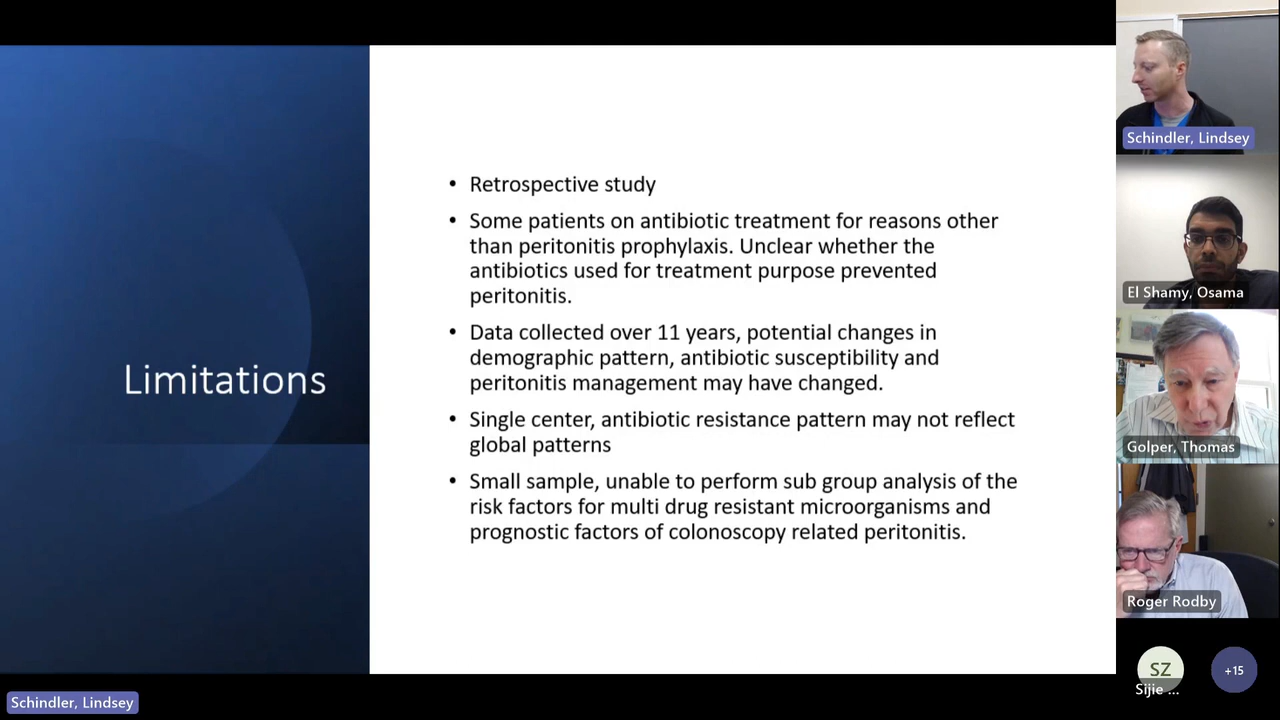 Limitations
• Retrospective study
• Some patients on antibiotic treatment for reasons other
than peritonitis prophylaxis. Unclear whether the
antibiotics used for treatment purpose prevented
peritonitis.
• Data collected over 11 years, potential changes in
demographic pattern, antibiotic susceptibility and
peritonitis management may have changed.
• Single center, antibiotic resistance pattern may not reflect
global patterns
• Small sample, unable to perform sub group analysis of the
risk factors for multi drug resistant microorganisms and
prognostic factors of colonoscopy related peritonitis.
Schindler, Lindsey
El Shamy, Osama
Golper, Thomas
Roger Rodby
SZ
Sijie ...
+15
Schindler, Lindsey